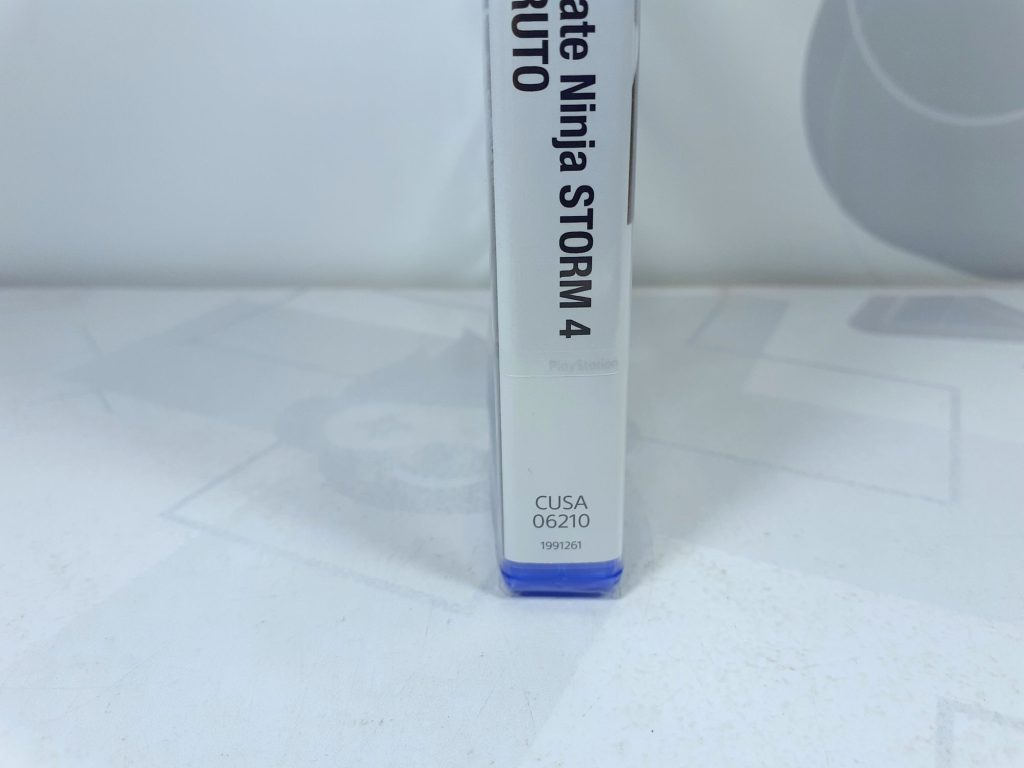 ate Ninja STORM 4
RUTO
PlayStation
CUSA
06210
1991261